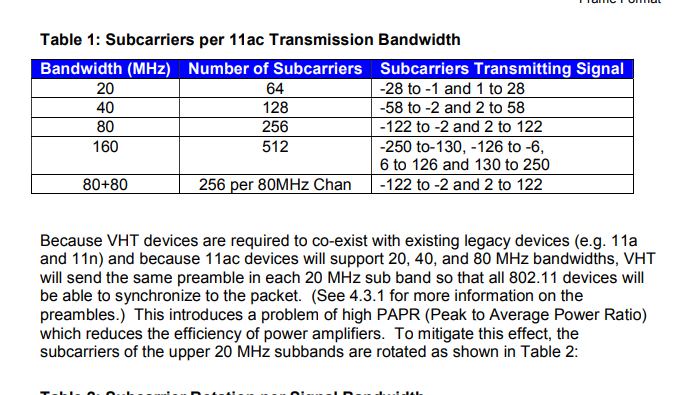 Table 1: Subcarriers per 11ac Transmission Bandwidth
Bandwidth (MHz) Number of Subcarriers Subcarriers Transmitting Signal
20 64 -28 to -1 and 1 to 28
40 128 -58 to -2 and 2 to 58
80 256 -122 to -2 and 2 to 122
160 512 -250 to-130, -126 to -6,
6 to 126 and 130 to 250
80+80 256 per 80MHz Chan -122 to -2 and 2 to 122
Because VHT devices are required to co-exist with existing legacy devices (e.g. 11a
and 11n) and because 11ac devices will support 20, 40, and 80 MHz bandwidths, VHT
will send the same preamble in each 20 MHz sub band so that all 802.11 devices will
be able to synchronize to the packet.  (See 4.3.1 for more information on the
preambles.)  This introduces a problem of high PAPR (Peak to Average Power Ratio)
which reduces the efficiency of power amplifiers.  To mitigate this effect, the
subcarriers of the upper 20 MHz subbands are rotated as shown in Table 2: